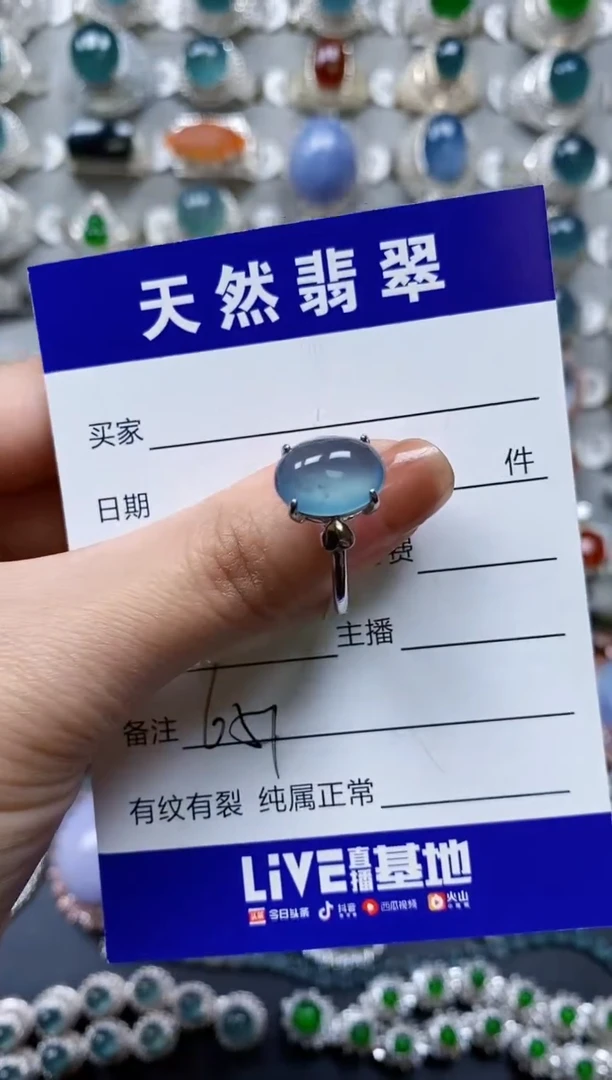 天然翡翠
买家
日期 件
费
主播
备注
有纹有裂 纯属正常
LiVE直播基地
今日头条 抖音 西瓜视频 火山